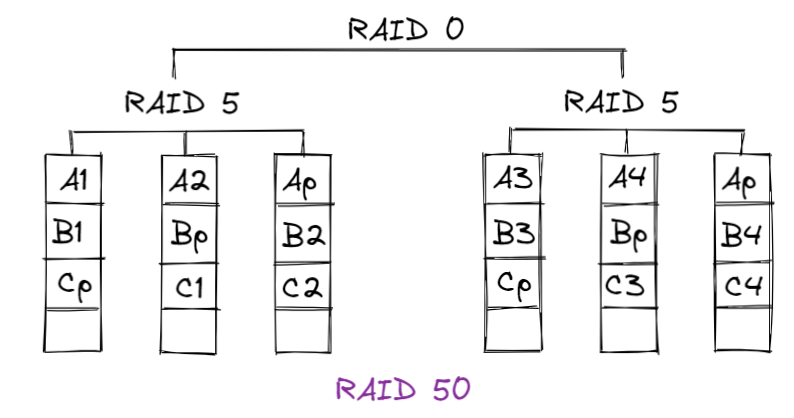 RAID 0
RAID 5 RAID 5
A1 A2 Ap A3 A4 Ap
B1 Bp B2 B3 Bp B4
Cp C1 C2 Cp C3 C4
RAID 50